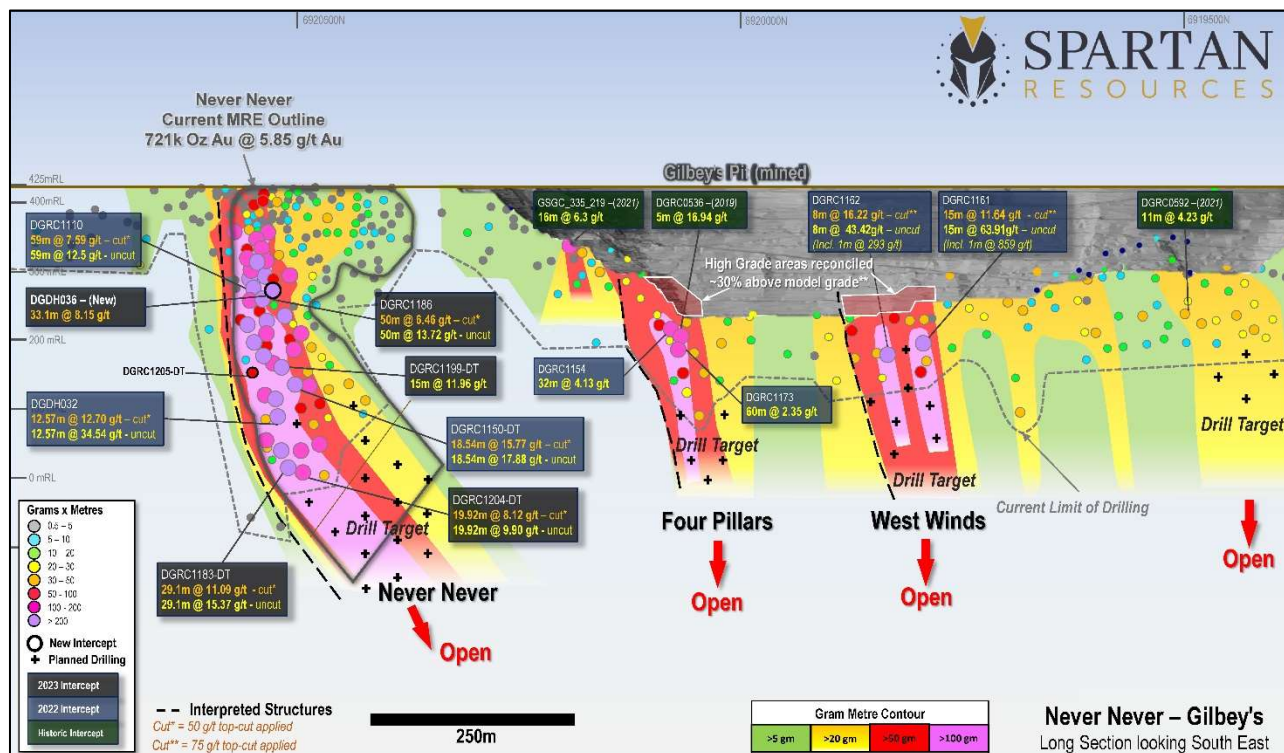 6920500N
6920000N
6919500N
SPARTAN
RESOURCES
Never Never
Current MRE Outline
721k Oz Au @ 5.85 g/t Au
Gilbey's Pit (mined)
425mRL
400mRL
200 mRL
0 mRL
DGRC1110
59m @ 7.59 g/t – cut*
59m @ 12.5 g/t - uncut
DGDH036 – (New)
33.1m @ 8.15 g/t
DGRC1205-DT
DGDH032
12.57m @ 12.70 g/t – cut*
12.57m @ 34.54 g/t - uncut
DGRC1183-DT
29.1m @ 11.09 g/t - cut*
29.1m @ 15.37 g/t - uncut
DGRC1186
50m @ 6.46 g/t – cut*
50m @ 13.72 g/t - uncut
DGRC1199-DT
15m @ 11.96 g/t
DGRC1150-DT
18.54m @ 15.77 g/t – cut*
18.54m @ 17.88 g/t - uncut
DGRC1204-DT
19.92m @ 8.12 g/t – cut*
19.92m @ 9.90 g/t - uncut
Drill Target
Never Never
Open
GSGC_335_219 –(2021)
16m @ 6.3 g/t
DGRC0536 –(2019)
5m @ 16.94 g/t
DGRC1162
8m @ 16.22 g/t – cut**
8m @ 43.42g/t – uncut
(Incl. 1m @ 293 g/t)
DGRC1161
15m @ 11.64 g/t – cut**
15m @ 63.91g/t – uncut
(Incl. 1m @ 859 g/t)
DGRC0592 –(2021)
11m @ 4.23 g/t
High Grade areas reconciled
~30% above model grade**
DGRC1154
32m @ 4.13 g/t
DGRC1173
60m @ 2.35 g/t
Drill Target
Four Pillars
Open
Drill Target
West Winds
Open
Current Limit of Drilling
Drill Target
Open
Grams x Metres
0.6 – 5
5 – 10
10 – 20
20 – 30
30 – 50
50 - 100
100 - 200
> 200
New Intercept
Planned Drilling
2023 Intercept
2022 Intercept
Historic Intercept
Interpreted Structures
Cut* = 50 g/t top-cut applied
Cut** = 75 g/t top-cut applied
250m
Gram Metre Contour
>5 gm
>20 gm
>50 gm
>100 gm
Never Never – Gilbey's
Long Section looking South East